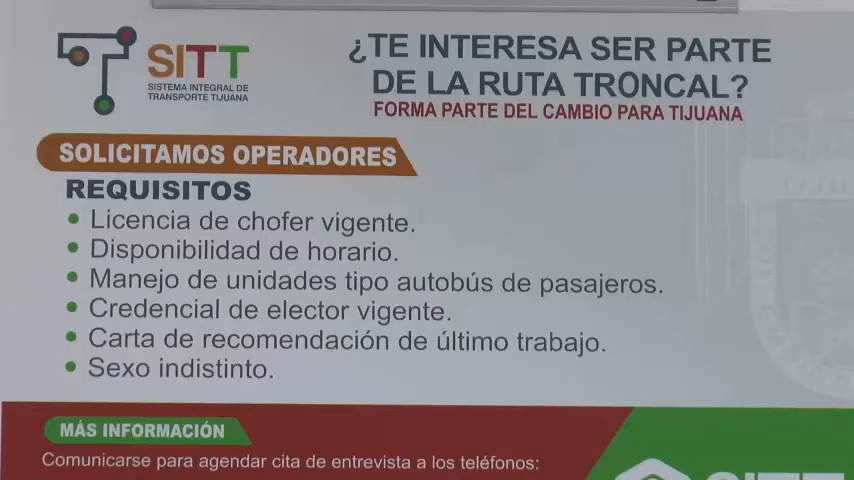 SITT
SISTEMA INTEGRAL DE
TRANSPORTE TIJUANA
¿TE INTERESA SER PARTE
DE LA RUTA TRONCAL?
FORMA PARTE DEL CAMBIO PARA TIJUANA
SOLICITAMOS OPERADORES
REQUISITOS
• Licencia de chofer vigente.
• Disponibilidad de horario.
• Manejo de unidades tipo autobús de pasajeros.
• Credencial de elector vigente.
• Carta de recomendación de último trabajo.
• Sexo indistinto.
MÁS INFORMACIÓN
Comunicarse para agendar cita de entrevista a los teléfonos:
SITT